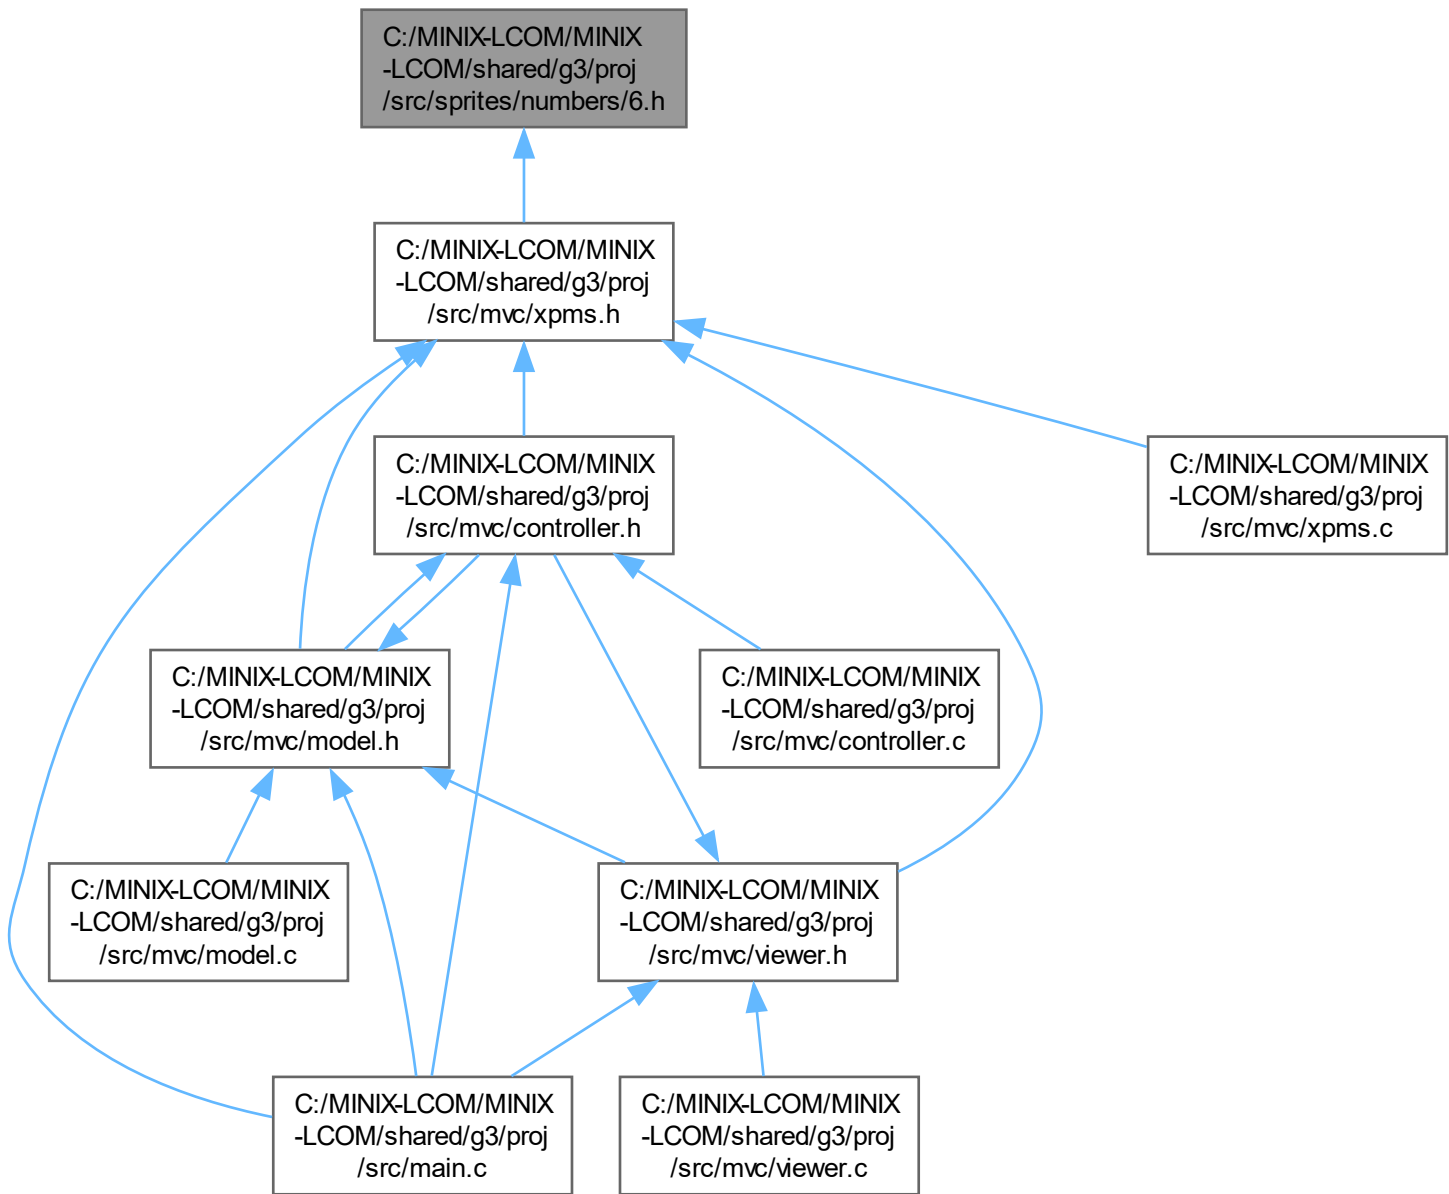 C:/MINIX-LCOM/MINIX
-LCOM/shared/g3/proj
/src/sprites/numbers/6.h
C:/MINIX-LCOM/MINIX
-LCOM/shared/g3/proj
/src/mvc/xpms.h
C:/MINIX-LCOM/MINIX
-LCOM/shared/g3/proj
/src/mvc/controller.h
C:/MINIX-LCOM/MINIX
-LCOM/shared/g3/proj
/src/mvc/xpms.c
C:/MINIX-LCOM/MINIX
-LCOM/shared/g3/proj
/src/mvc/model.h
C:/MINIX-LCOM/MINIX
-LCOM/shared/g3/proj
/src/mvc/controller.c
C:/MINIX-LCOM/MINIX
-LCOM/shared/g3/proj
/src/mvc/model.c
C:/MINIX-LCOM/MINIX
-LCOM/shared/g3/proj
/src/mvc/viewer.h
C:/MINIX-LCOM/MINIX
-LCOM/shared/g3/proj
/src/main.c
C:/MINIX-LCOM/MINIX
-LCOM/shared/g3/proj
/src/mvc/viewer.c